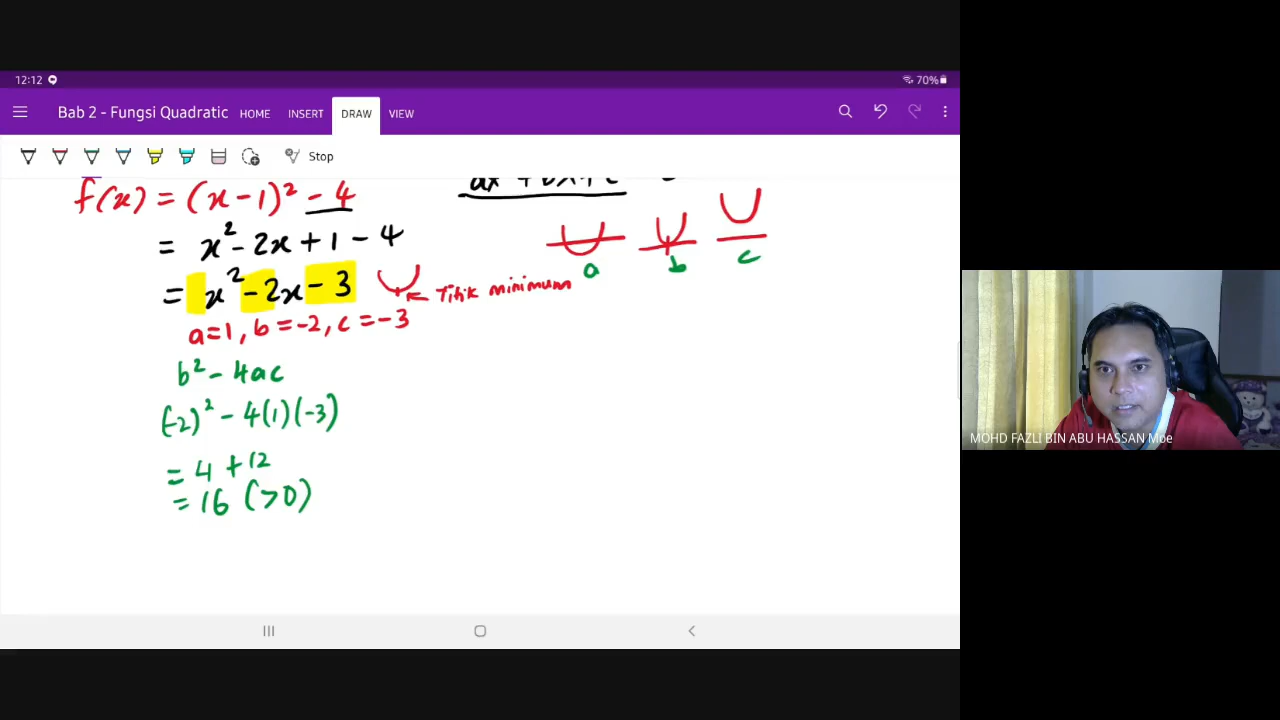 12:12 70%
Bab 2 - Fungsi Quadratic HOME INSERT DRAW VIEW
Stop
f(x) = (x-1)² - 4
= x² - 2x + 1 - 4
= x² - 2x - 3
Titik minimum
a=1, b=-2, c=-3
b² - 4ac
(-2)² - 4(1)(-3)
= 4 + 12
= 16 (>0)
a b c
MOHD FAZLI BIN ABU HASSAN Moe